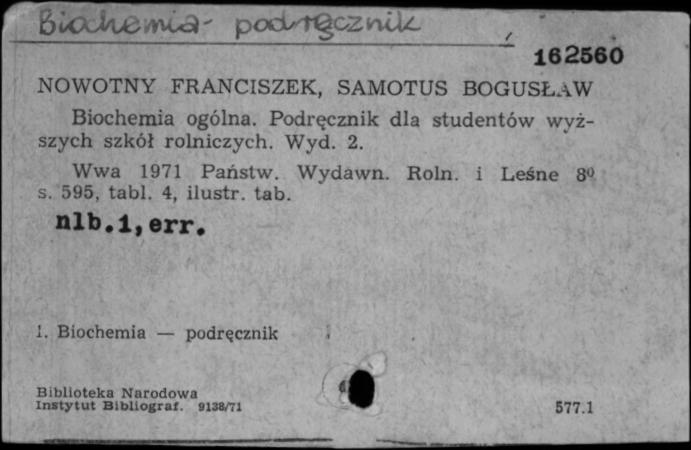 Biochemia - podręcznik
162560
NOWOTNY FRANCISZEK, SAMOTUS BOGUSŁAW
Biochemia ogólna. Podręcznik dla studentów wyż-
szych szkół rolniczych. Wyd. 2.
Wwa 1971 Państw. Wydawn. Roln. i Leśne 8º
s. 595, tabl. 4, ilustr. tab.
nlb.1, err.
1. Biochemia — podręcznik
Biblioteka Narodowa
Instytut Bibliograf. 9138/71
577.1